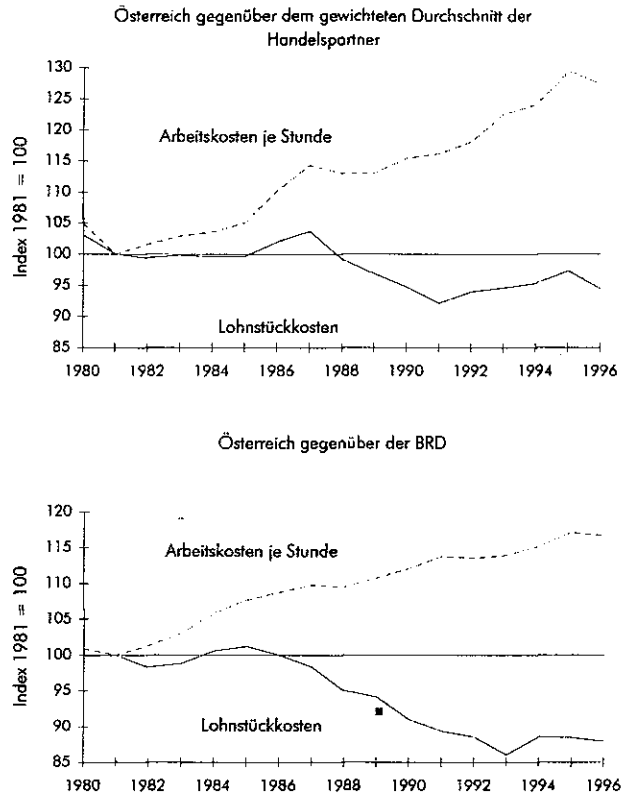 Österreich gegenüber dem gewichteten Durchschnitt der
Handelspartner
130
125
120
115
110
105
100
95
90
85
Index 1981 = 100
Arbeitskosten je Stunde
Lohnstückkosten
1980 1982 1984 1986 1988 1990 1992 1994 1996
Österreich gegenüber der BRD
120
115
110
105
100
95
90
85
Index 1981 = 100
Arbeitskosten je Stunde
Lohnstückkosten
1980 1982 1984 1986 1988 1990 1992 1994 1996